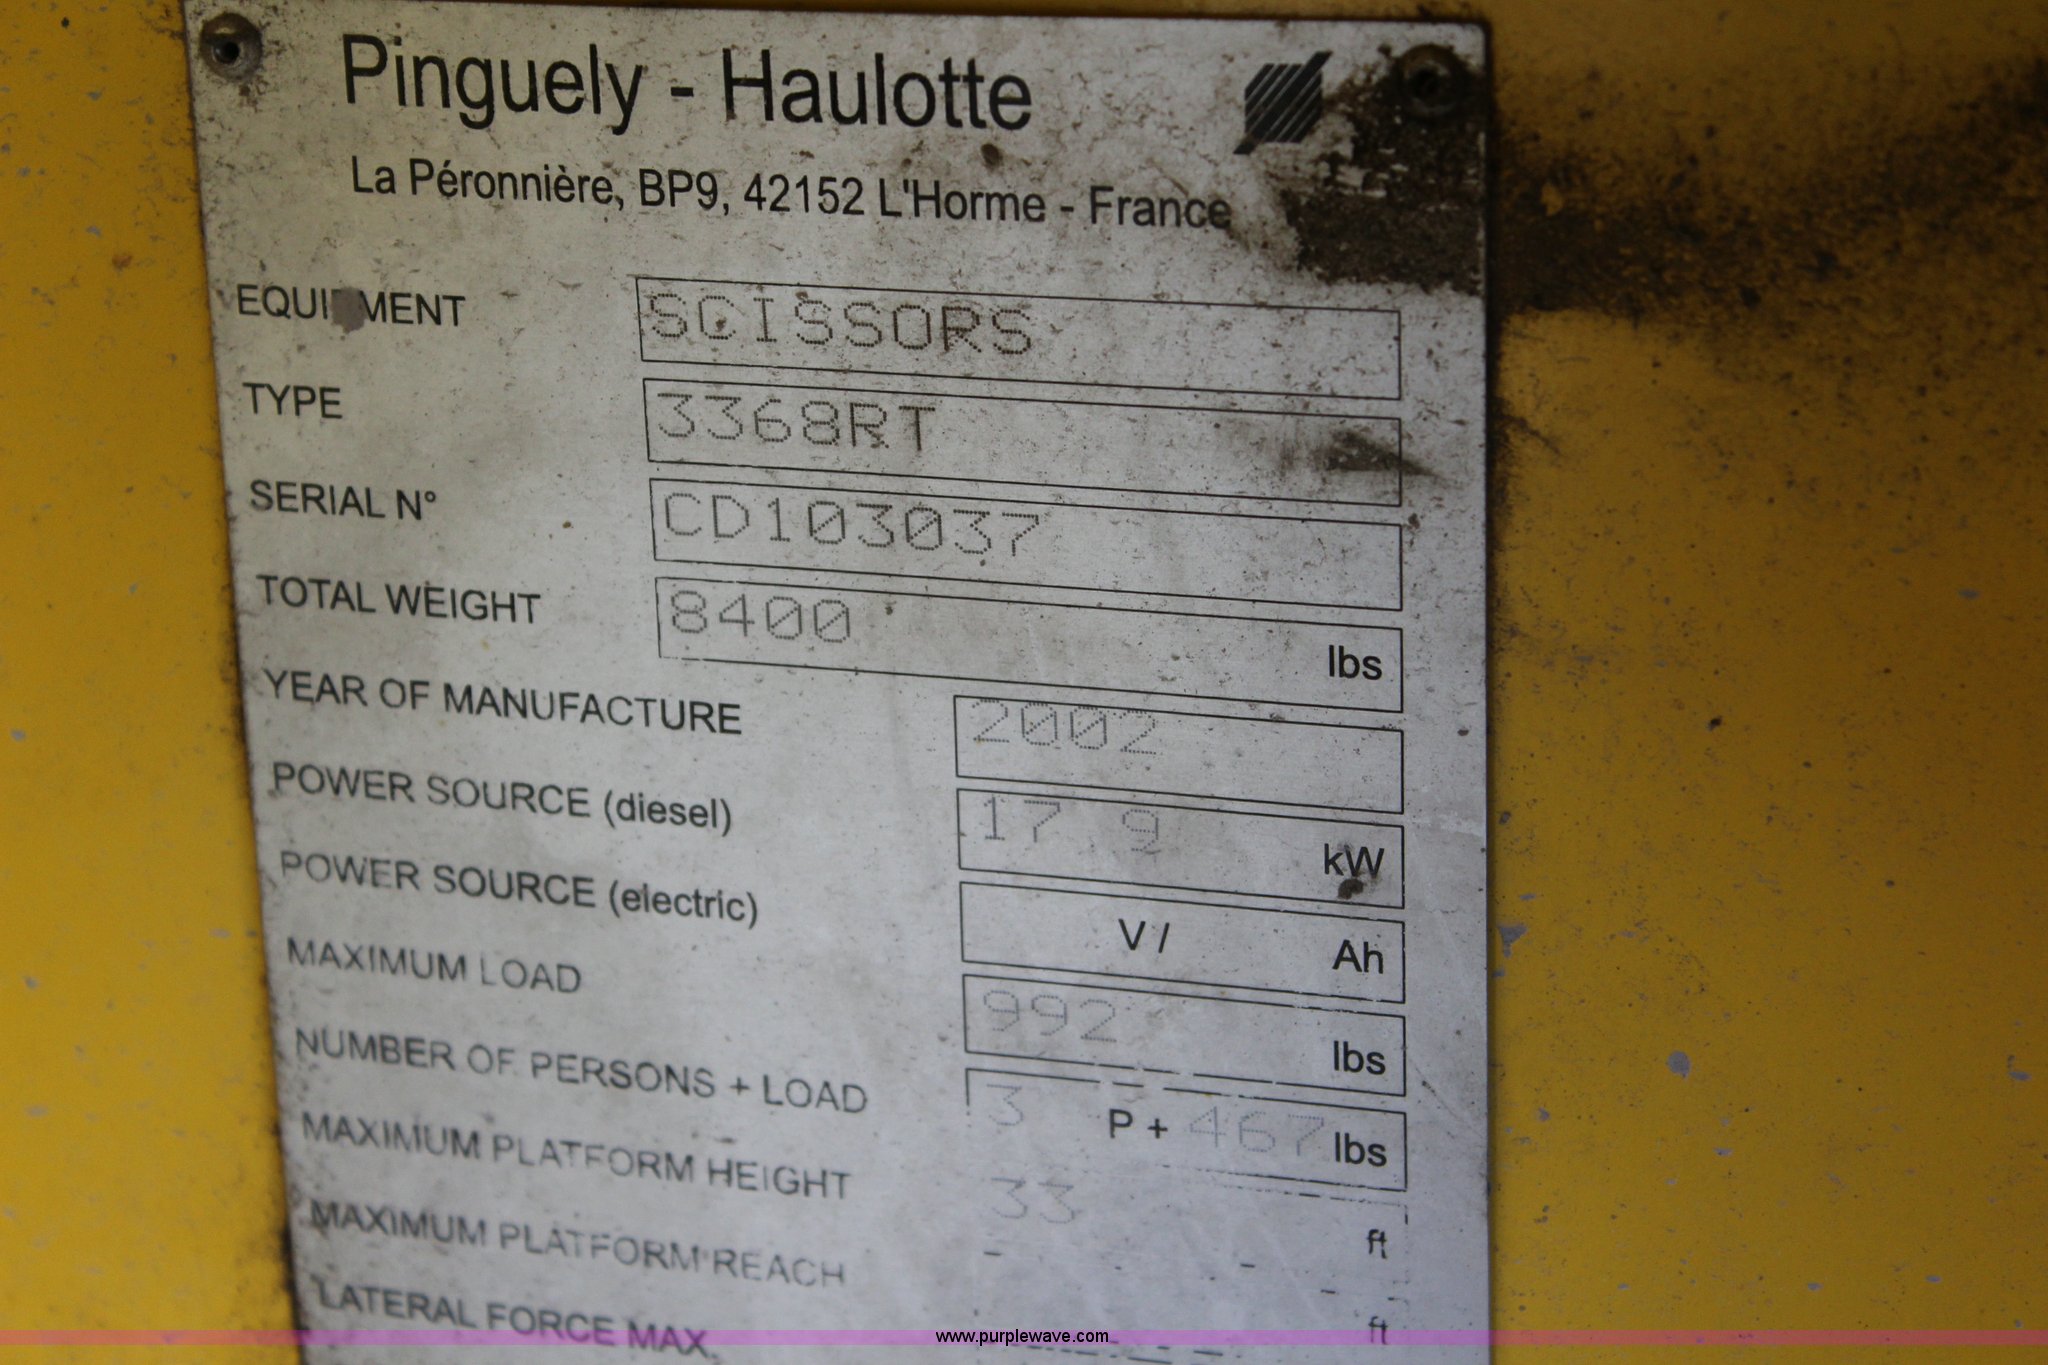 Pinguely - Haulotte
La Péronnière, BP9, 42152 L'Horme - France
EQUIPMENT SCISSORS
TYPE 3368RT
SERIAL N° CD103037
TOTAL WEIGHT 8400 lbs
YEAR OF MANUFACTURE 2002
POWER SOURCE (diesel) 17 9 kW
POWER SOURCE (electric) V / Ah
MAXIMUM LOAD 992 lbs
NUMBER OF PERSONS + LOAD 3 P + 467 lbs
MAXIMUM PLATFORM HEIGHT 33 ft
MAXIMUM PLATFORM REACH - ft
LATERAL FORCE MAX.
www.purplewave.com